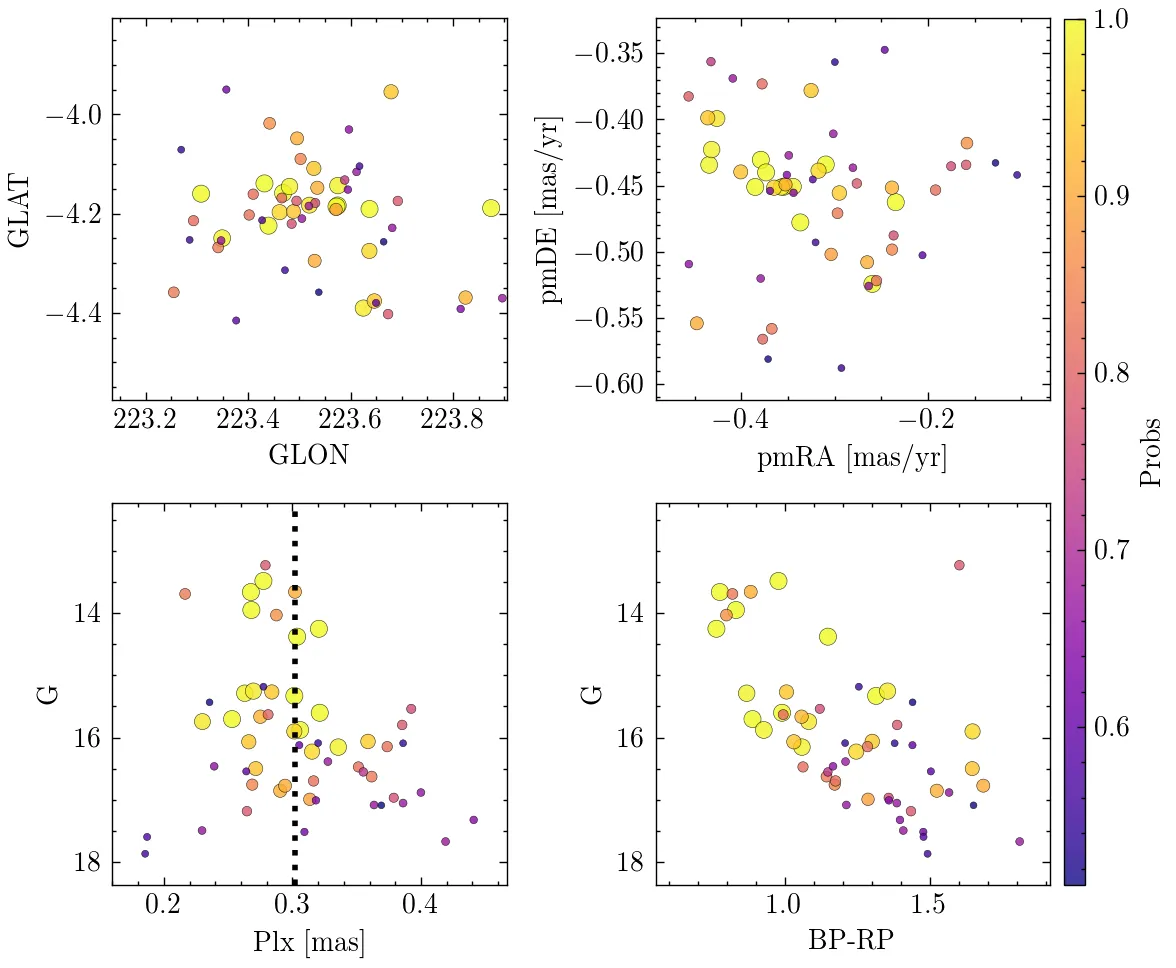 −4.0
−4.2
−4.4
GLAT
223.2 223.4 223.6 223.8
GLON
−0.35
−0.40
−0.45
−0.50
−0.55
−0.60
pmDE [mas/yr]
−0.4 −0.2
pmRA [mas/yr]
1.0
0.9
0.8
0.7
0.6
Probs
14
16
18
G
0.2 0.3 0.4
Plx [mas]
14
16
18
G
1.0 1.5
BP-RP